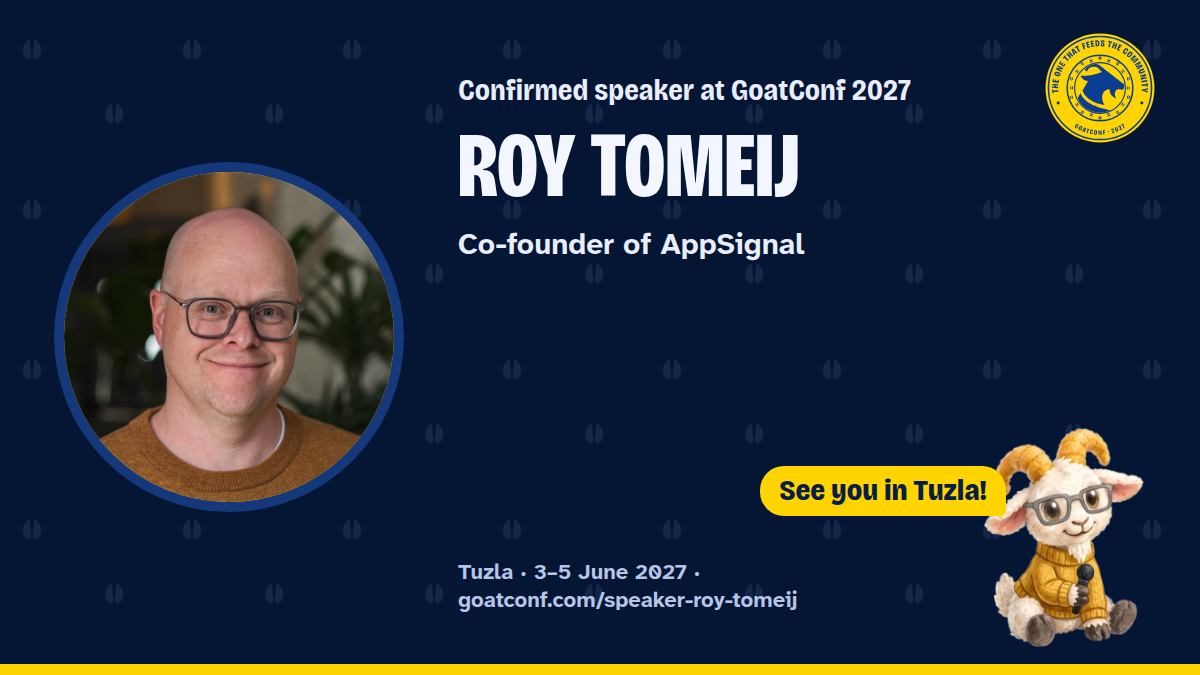 Confirmed speaker at GoatConf 2027
ROY TOMEIJ
Co-founder of AppSignal
THE ONE THAT FEEDS THE COMMUNITY
GOATCONF · 2027
See you in Tuzla!
Tuzla · 3–5 June 2027 ·
goatconf.com/speaker-roy-tomeij